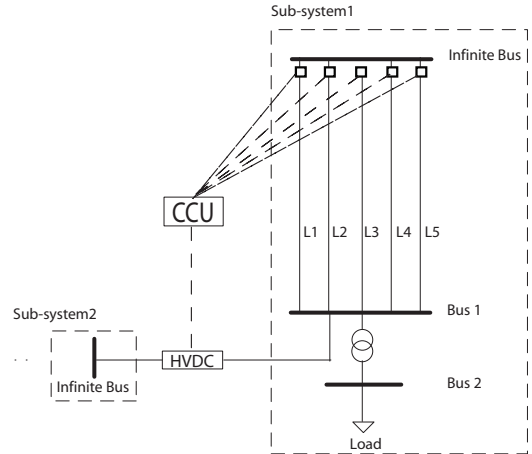 Sub-system1
Infinite Bus
CCU
L1 L2 L3 L4 L5
Bus 1
Sub-system2
HVDC
Infinite Bus
Bus 2
Load